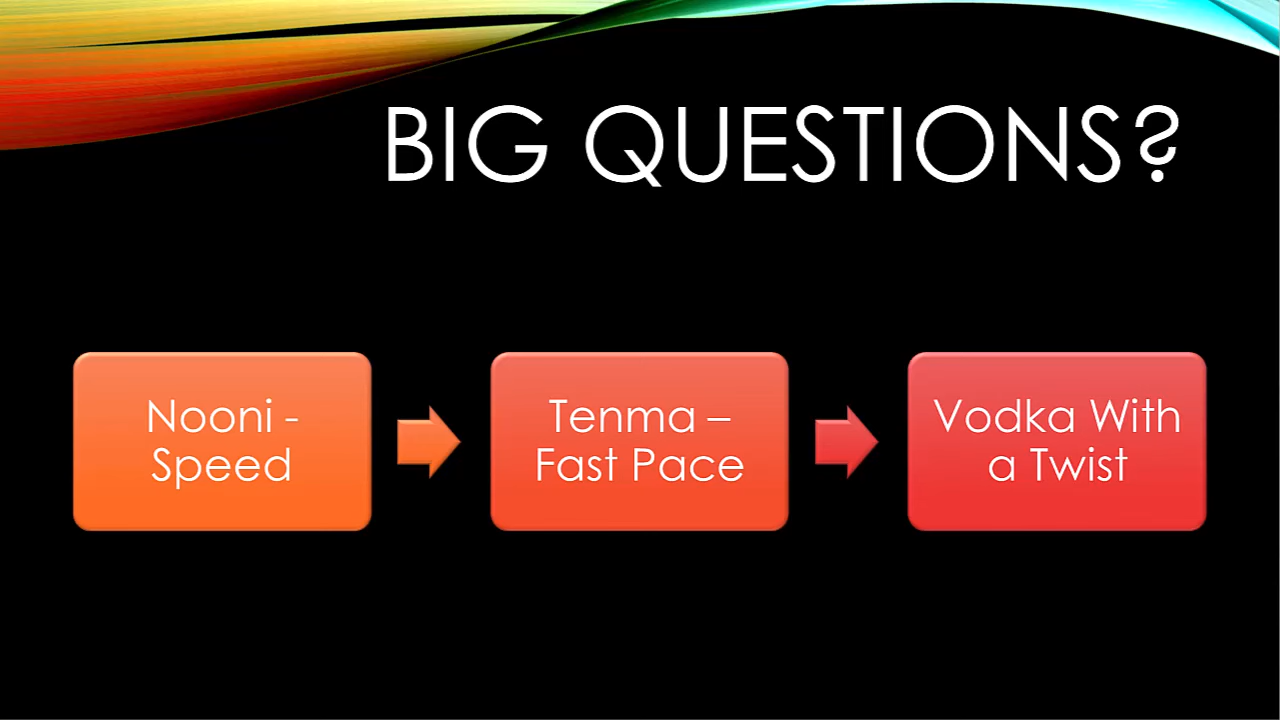 BIG QUESTIONS?
Nooni -
Speed
Tenma –
Fast Pace
Vodka With
a Twist